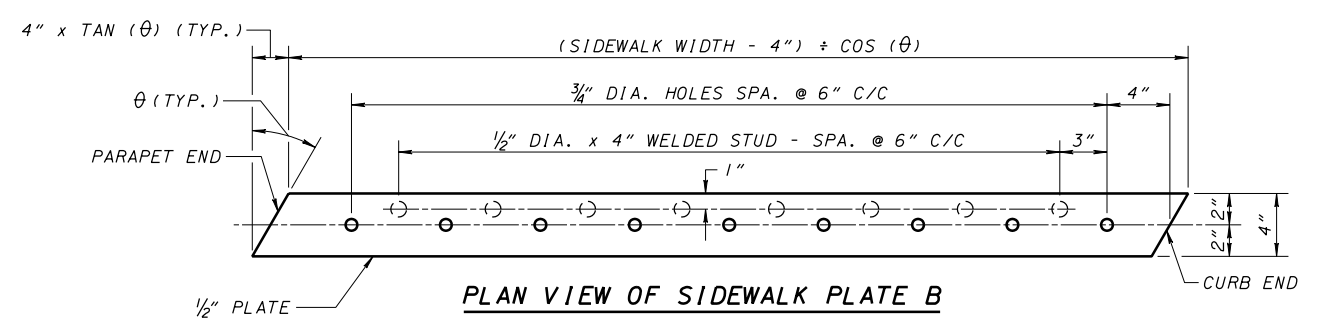 4" x TAN (θ) (TYP.)
(SIDEWALK WIDTH - 4") ÷ COS (θ)
θ (TYP.)
3/4" DIA. HOLES SPA. @ 6" C/C
4"
PARAPET END
1/2" DIA. x 4" WELDED STUD - SPA. @ 6" C/C
3"
1"
2"
2"
4"
CURB END
1/2" PLATE
PLAN VIEW OF SIDEWALK PLATE B